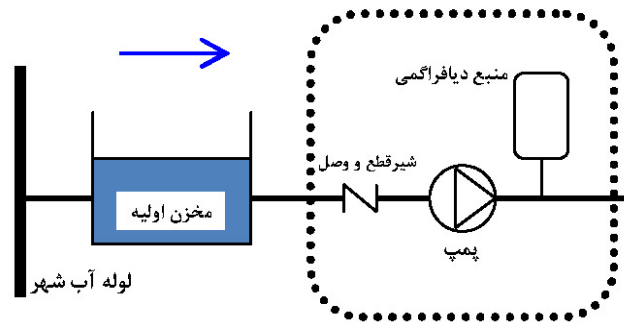 منبع دیافراگمی
شیرقطع و وصل
مخزن اولیه
پمپ
لوله آب شهر